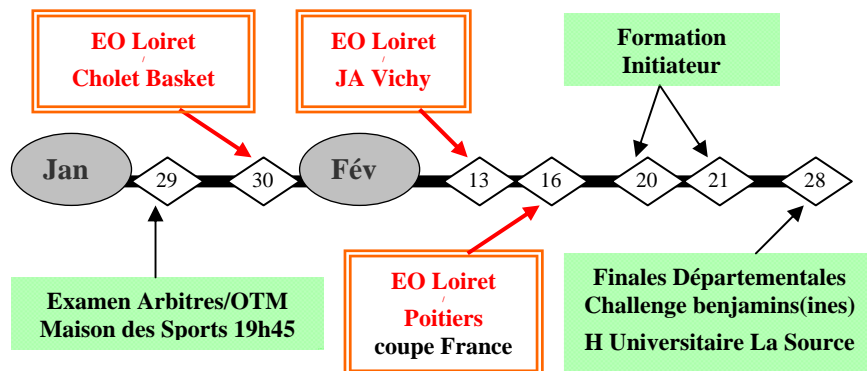 EO Loiret
/
Cholet Basket
EO Loiret
/
JA Vichy
Formation
Initiateur
Jan
29
30
Fév
13
16
20
21
28
Examen Arbitres/OTM
Maison des Sports 19h45
EO Loiret
/
Poitiers
coupe France
Finales Départementales
Challenge benjamins(ines)
H Universitaire La Source